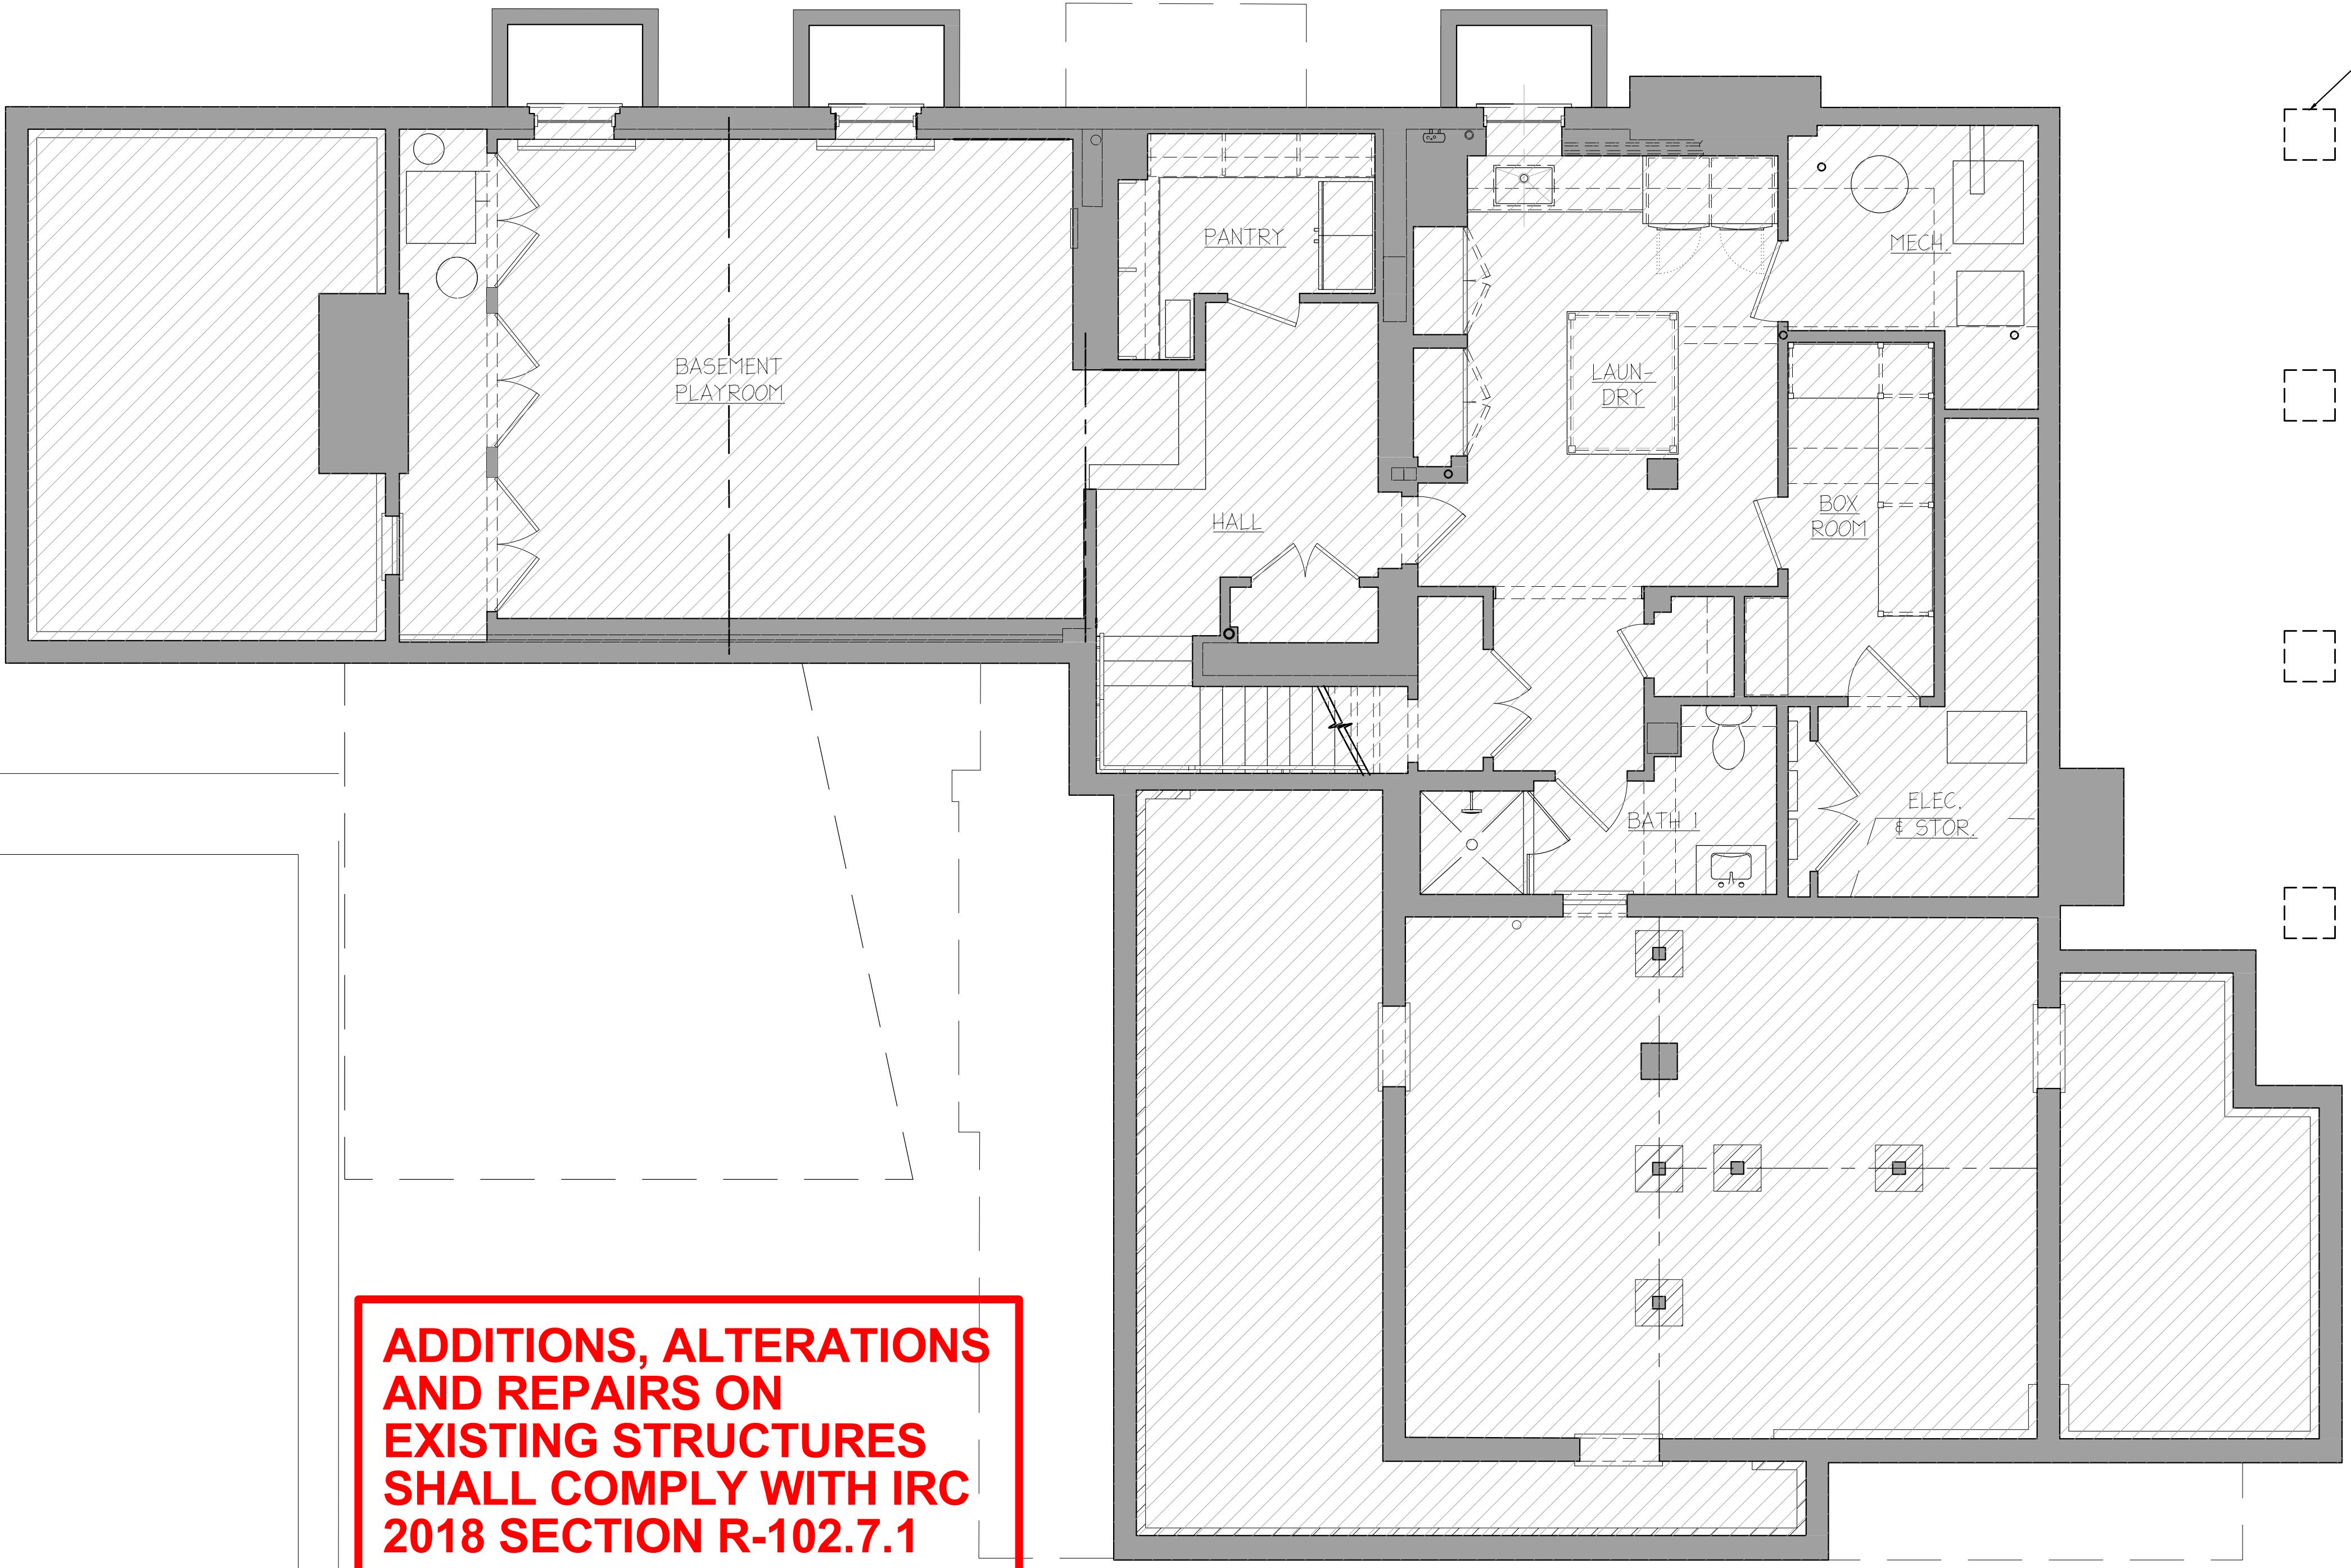 PANTRY
MECH.
BASEMENT
PLAYROOM
LAUN-
DRY
HALL
BOX
ROOM
BATH 1
ELEC.
& STOR.
ADDITIONS, ALTERATIONS
AND REPAIRS ON
EXISTING STRUCTURES
SHALL COMPLY WITH IRC
2018 SECTION R-102.7.1